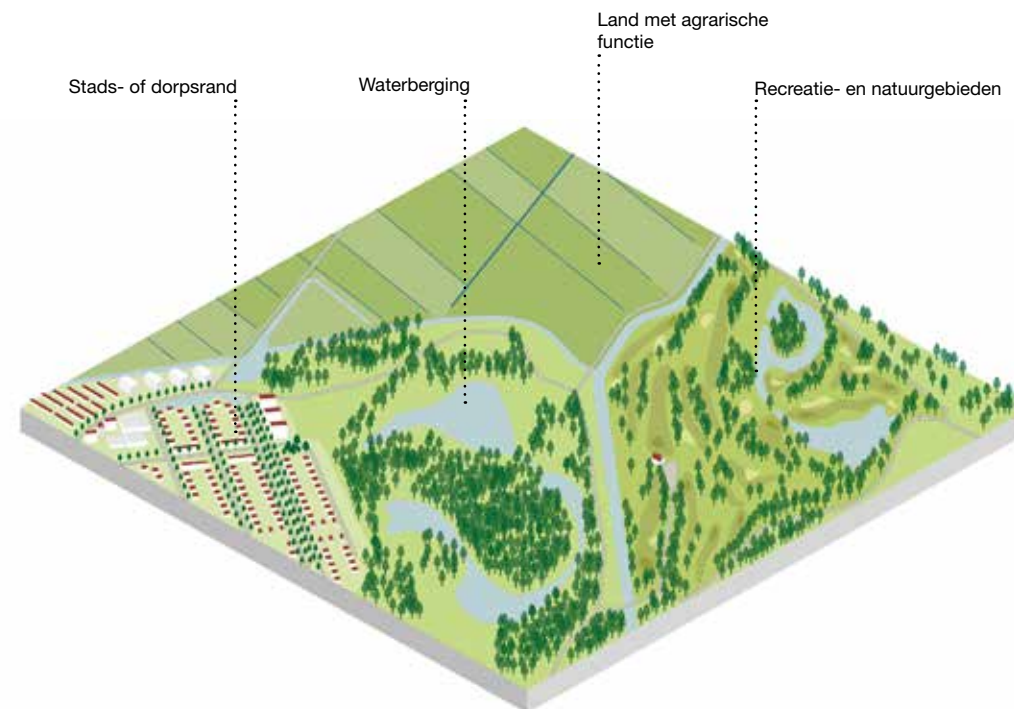 Land met agrarische
functie
Stads- of dorpsrand
Waterberging
Recreatie- en natuurgebieden